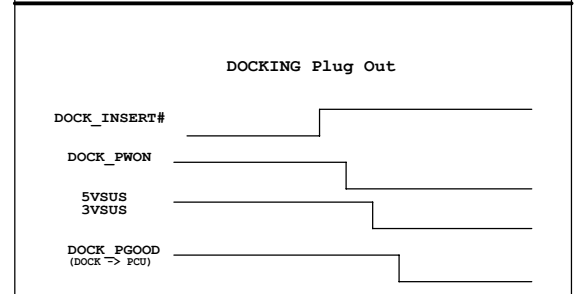 DOCKING Plug Out
DOCK_INSERT#
DOCK_PWON
5VSUS
3VSUS
DOCK_PGOOD
(DOCK -> PCU)